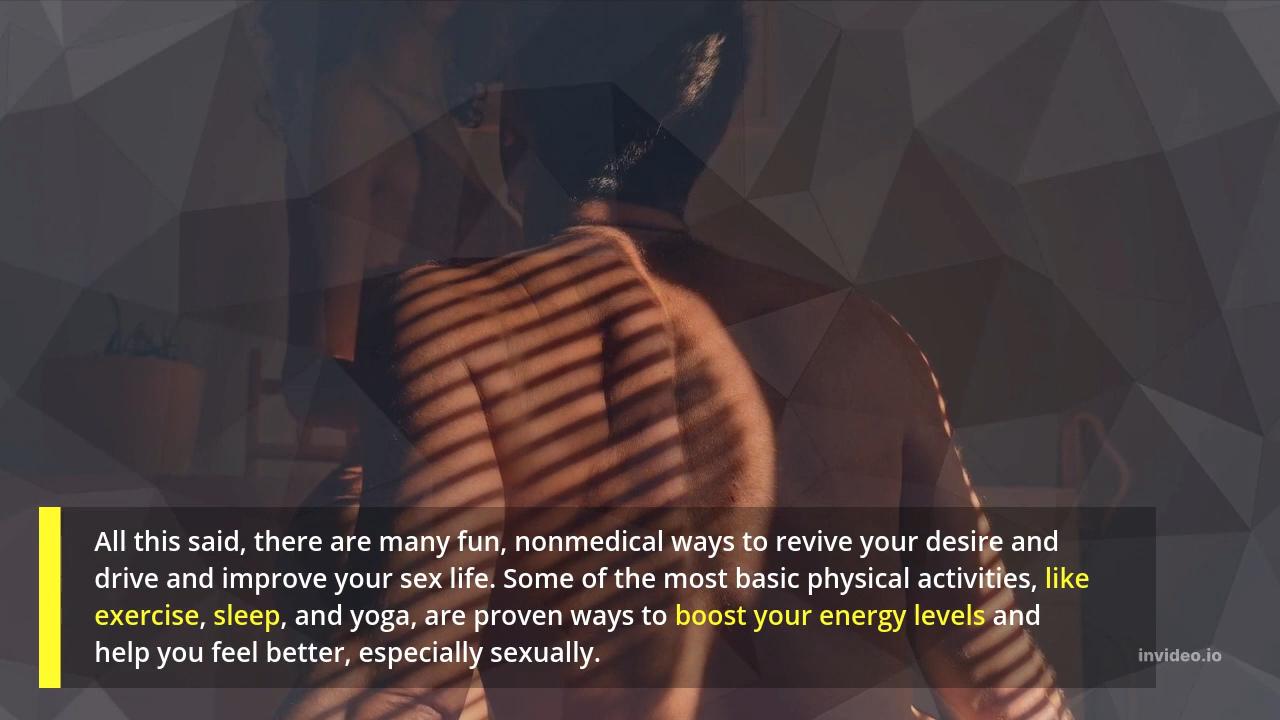 All this said, there are many fun, nonmedical ways to revive your desire and
drive and improve your sex life. Some of the most basic physical activities, like
exercise, sleep, and yoga, are proven ways to boost your energy levels and
help you feel better, especially sexually.
invideo.io